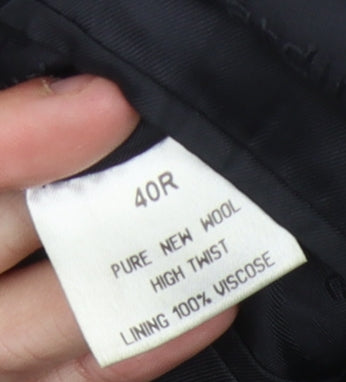 40R
PURE NEW WOOL
HIGH TWIST
LINING 100% VISCOSE